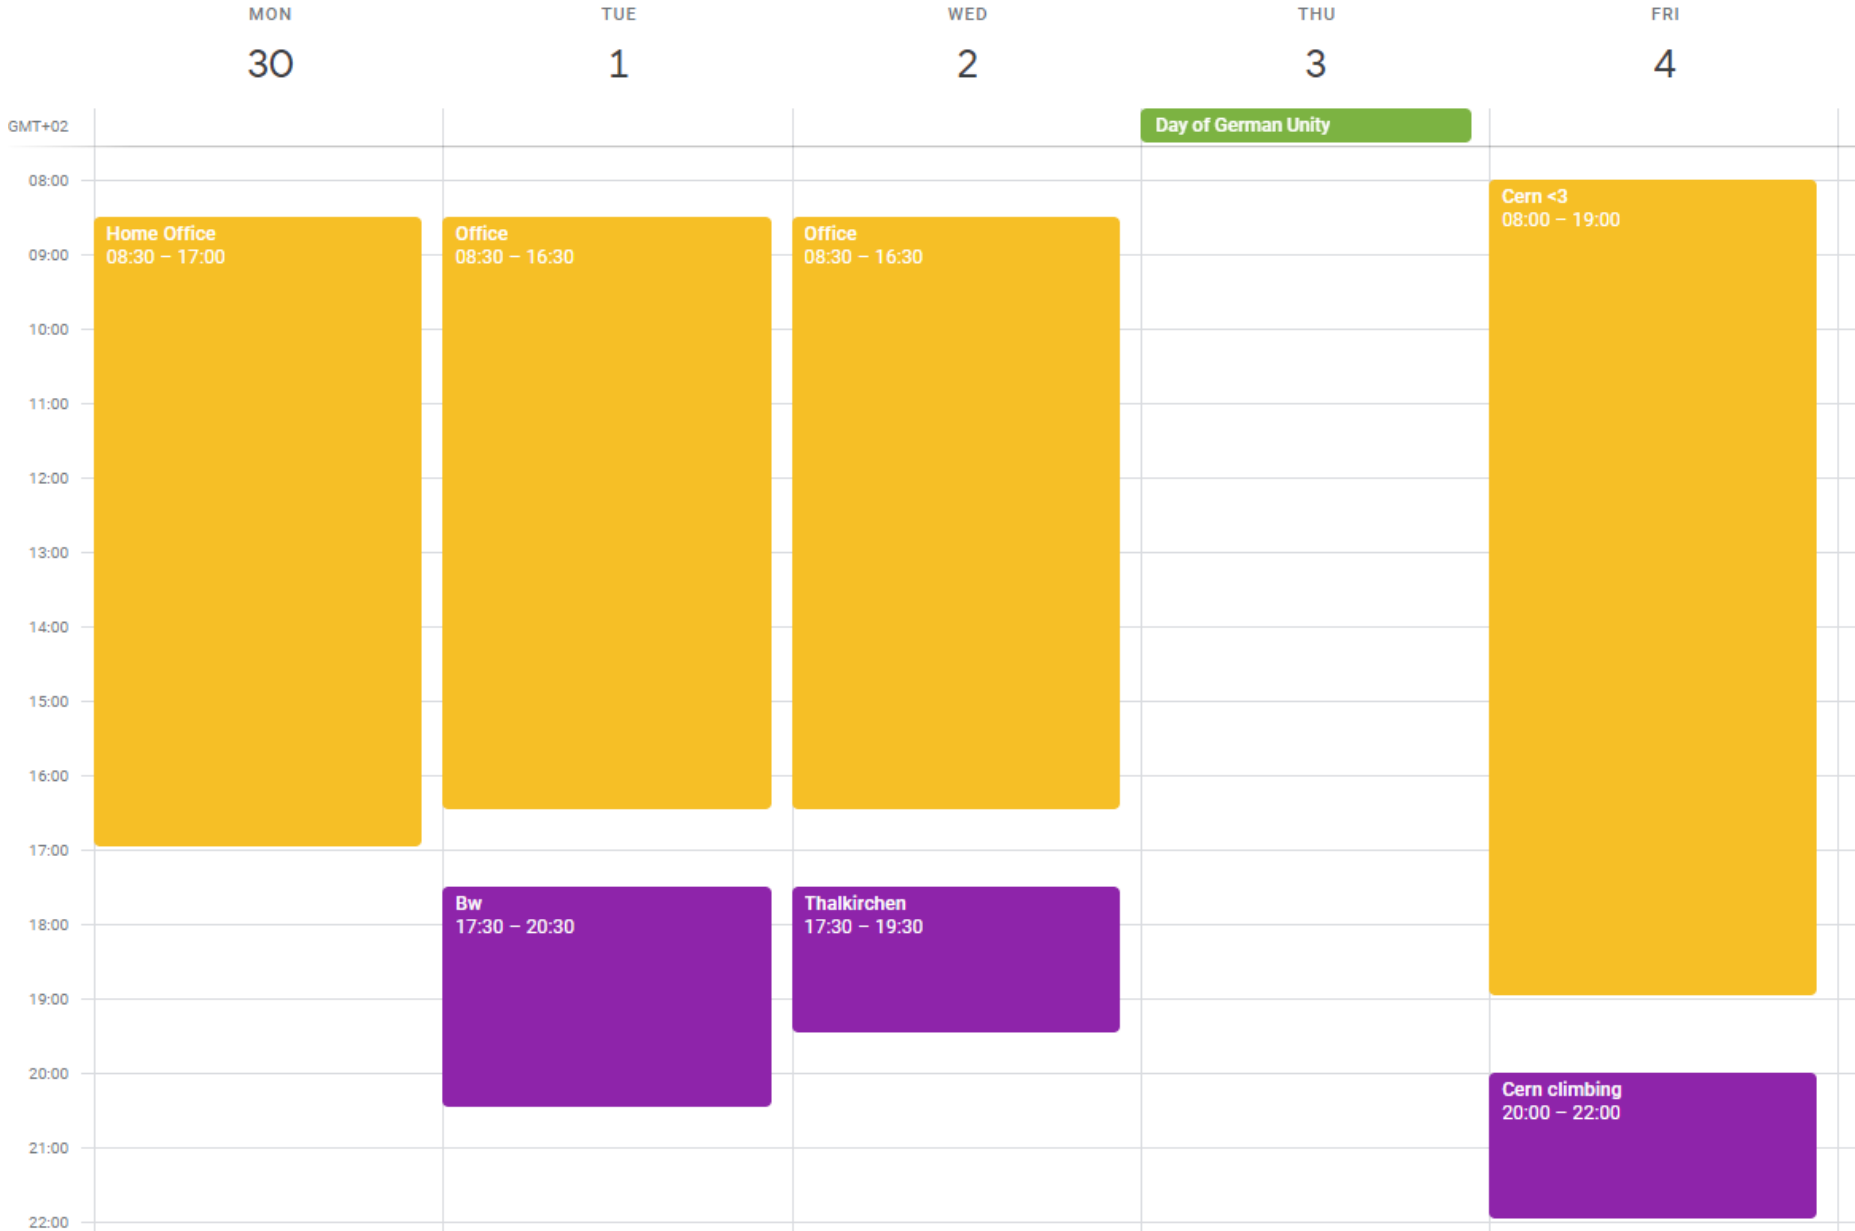 MON
TUE
WED
THU
FRI
30
1
2
3
4
GMT+02
Day of German Unity
08:00
09:00
10:00
11:00
12:00
13:00
14:00
15:00
16:00
17:00
18:00
19:00
20:00
21:00
22:00
Home Office
08:30 – 17:00
Office
08:30 – 16:30
Bw
17:30 – 20:30
Office
08:30 – 16:30
Thalkirchen
17:30 – 19:30
Cern <3
08:00 – 19:00
Cern climbing
20:00 – 22:00